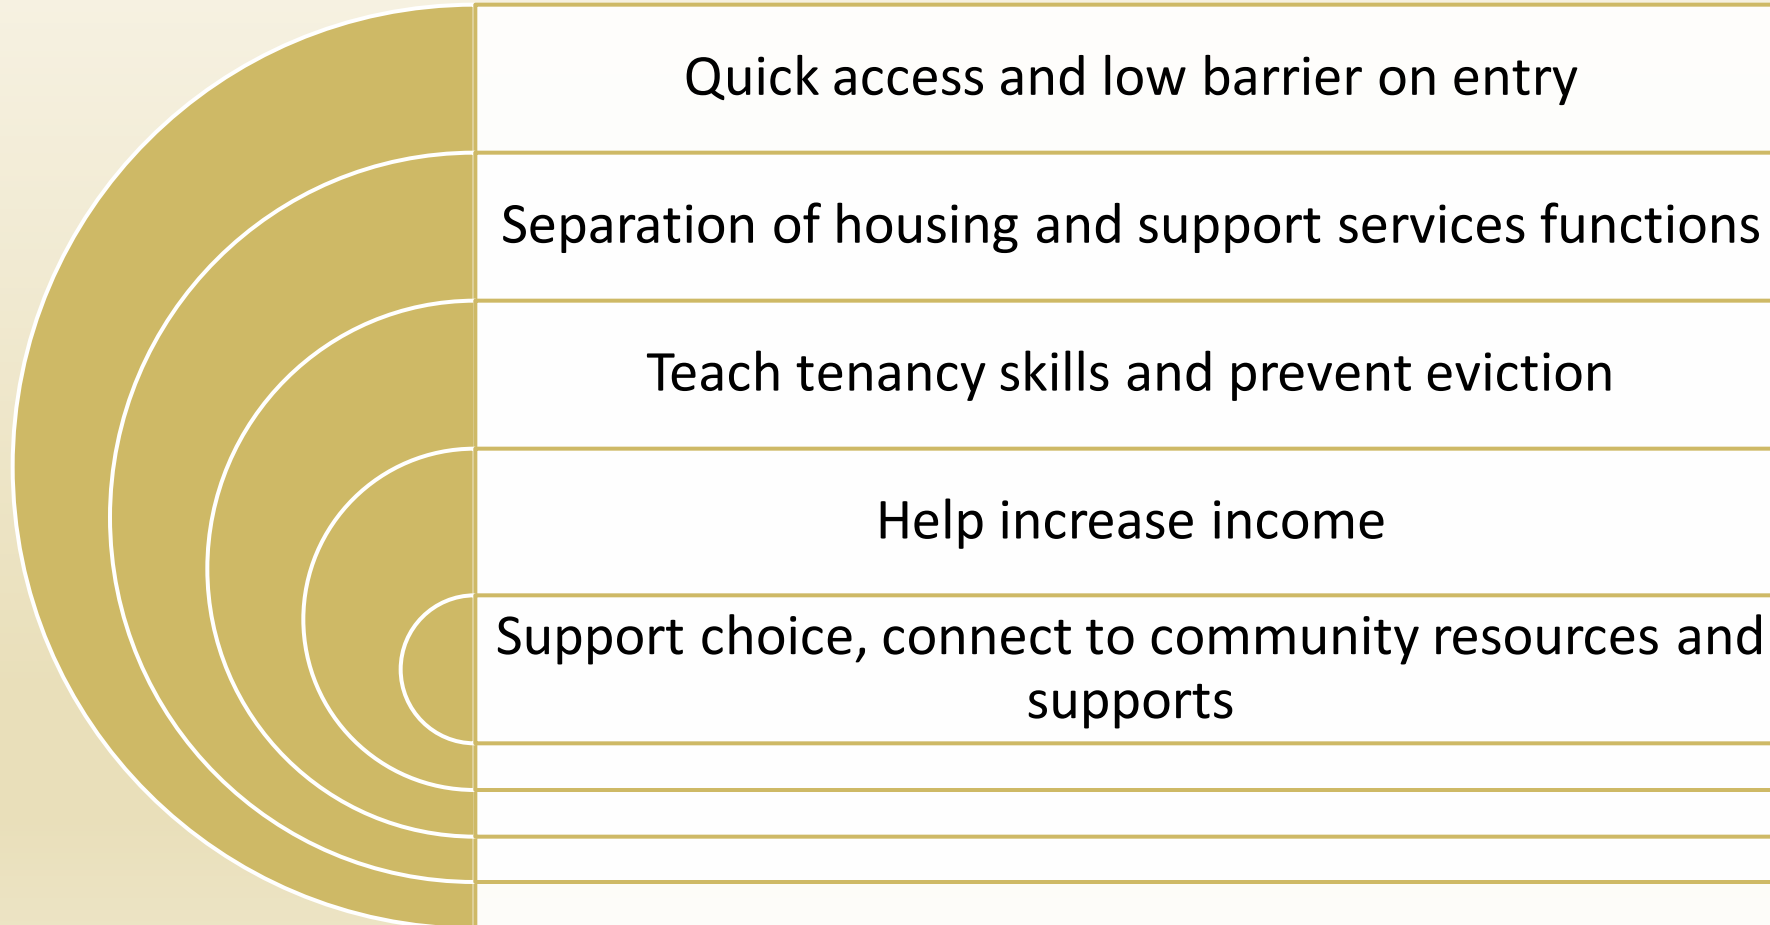 Quick access and low barrier on entry
Separation of housing and support services functions
Teach tenancy skills and prevent eviction
Help increase income
Support choice, connect to community resources and
supports